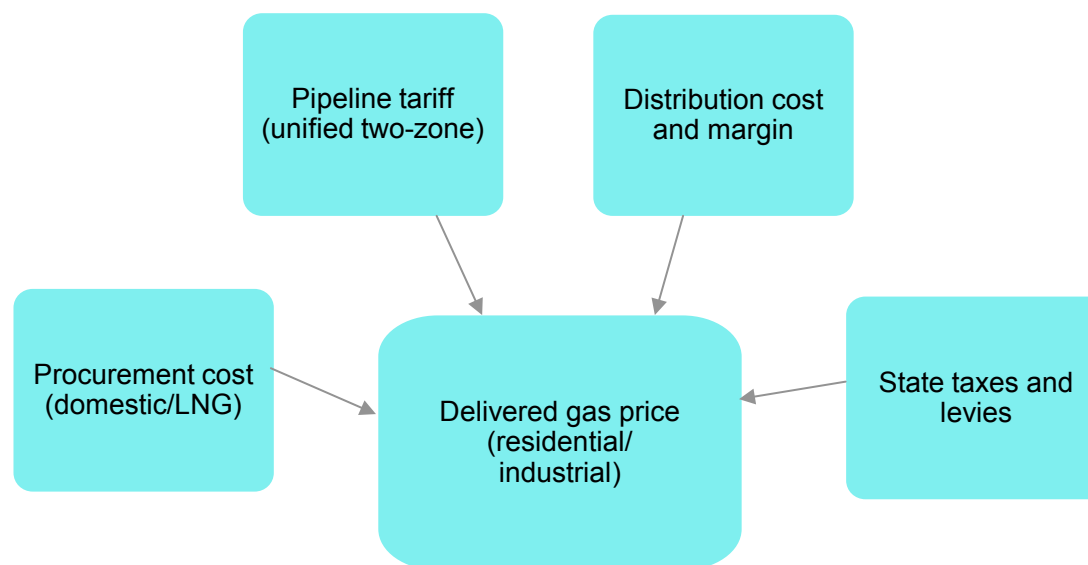 Pipeline tariff
(unified two-zone)
Distribution cost
and margin
Procurement cost
(domestic/LNG)
Delivered gas price
(residential/
industrial)
State taxes and
levies